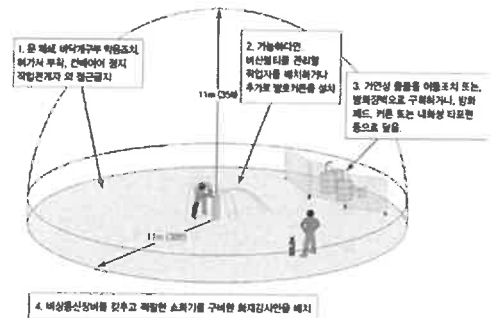 1. 문 폐쇄, 바닥개구부 막음조치,
허가서 부착, 컨베이어 정지
작업관계자 외 접근금지
2. 가능하다면
비산불티를 관리할
작업자를 배치하거나
추가로 방호커튼을 설치
3. 가연성 물품을 이동조치 또는,
방화장벽으로 구획하거나, 방화
패드, 커튼 또는 내화성 타포린
등으로 덮음.
11m (35ft)
11m (35ft)
4. 비상통신장비를 갖추고 적절한 소화기를 구비한 화재감시인을 배치